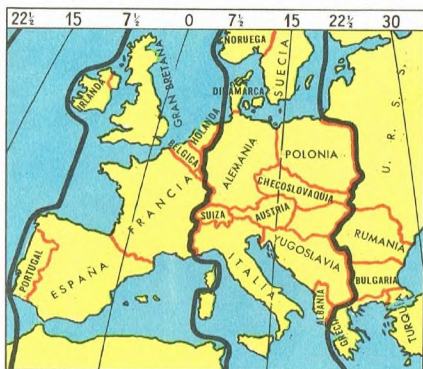 22½ 15 7½ 0 7½ 15 22½ 30
NORUEGA
SUECIA
IRLANDA
GRAN BRETAÑA
DINAMARCA
U. R. S. S.
HOLANDA
BELGICA
ALEMANIA
POLONIA
CHECOSLOVAQUIA
FRANCIA
SUIZA
AUSTRIA
RUMANIA
YUGOSLAVIA
PORTUGAL
ESPAÑA
ITALIA
BULGARIA
ALBANIA
GRECIA
TURQUIA